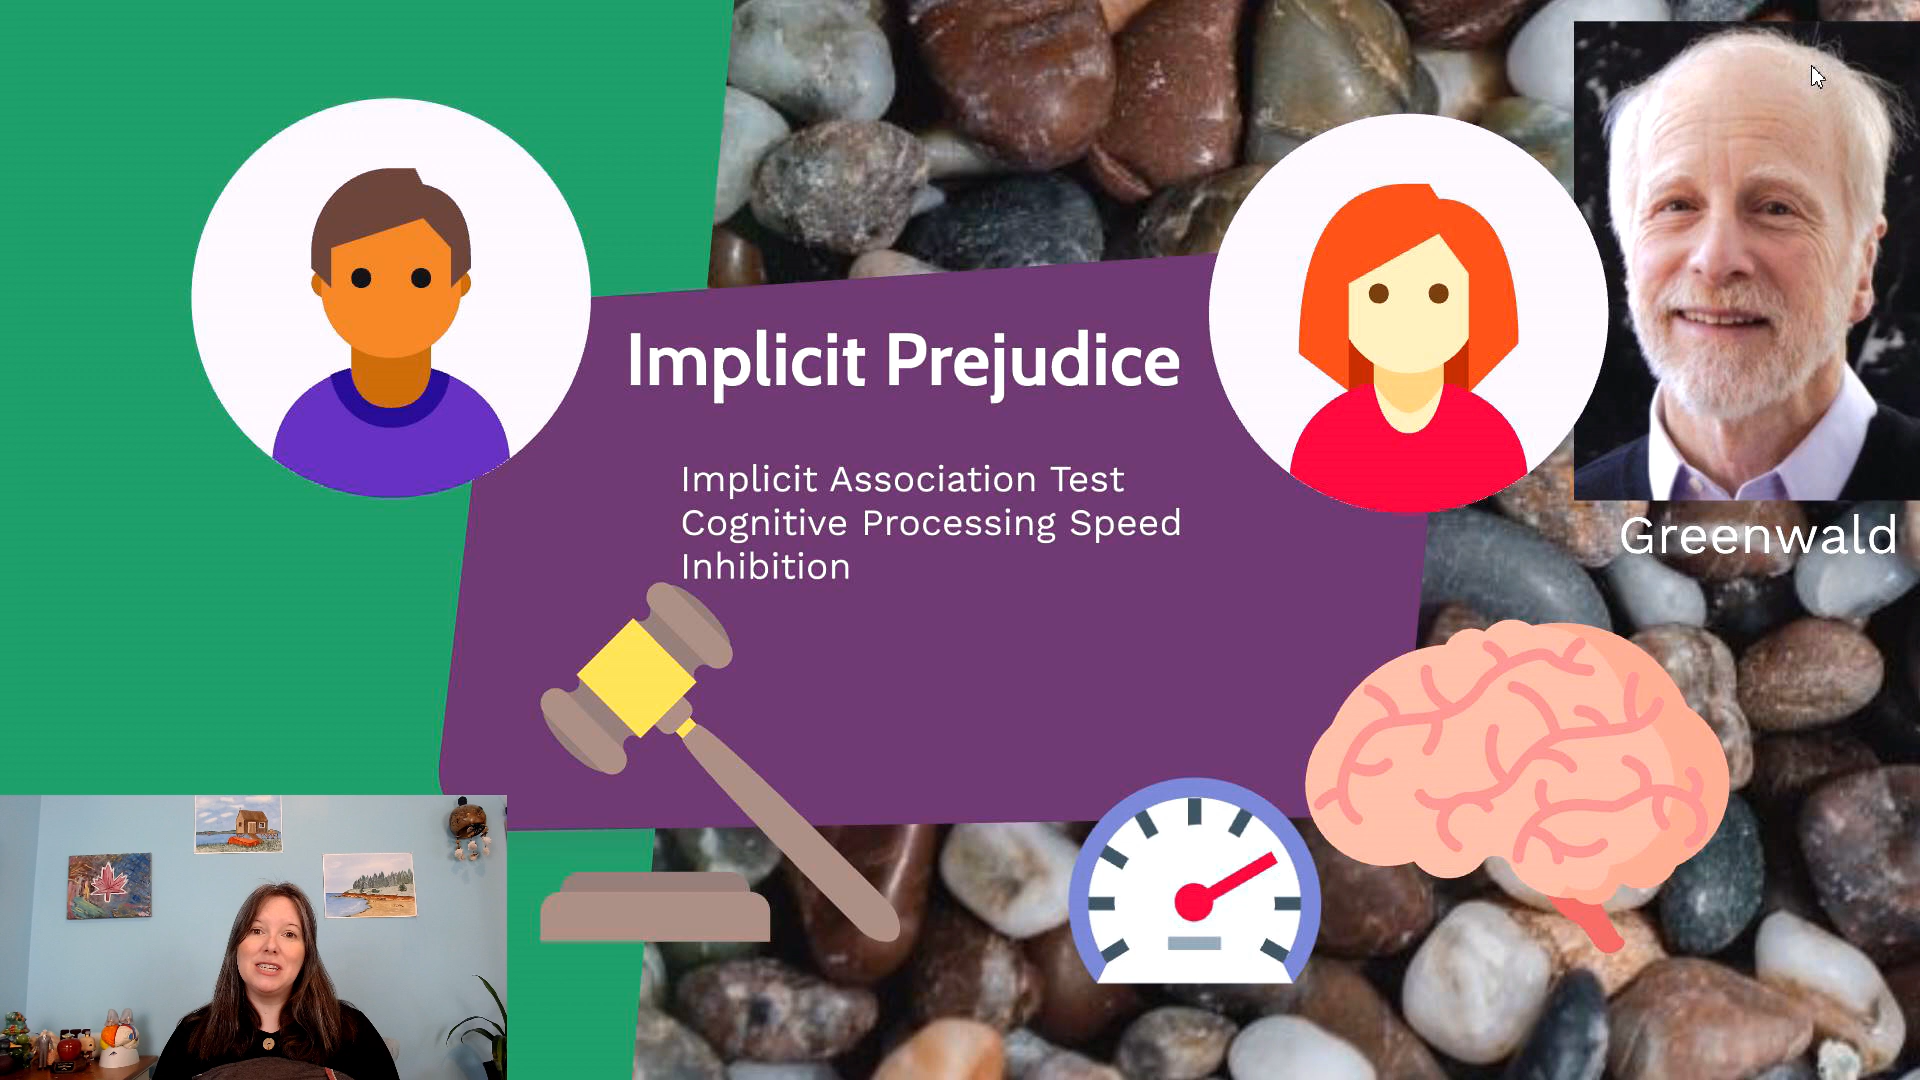 Implicit Prejudice
Implicit Association Test
Cognitive Processing Speed
Inhibition
Greenwald